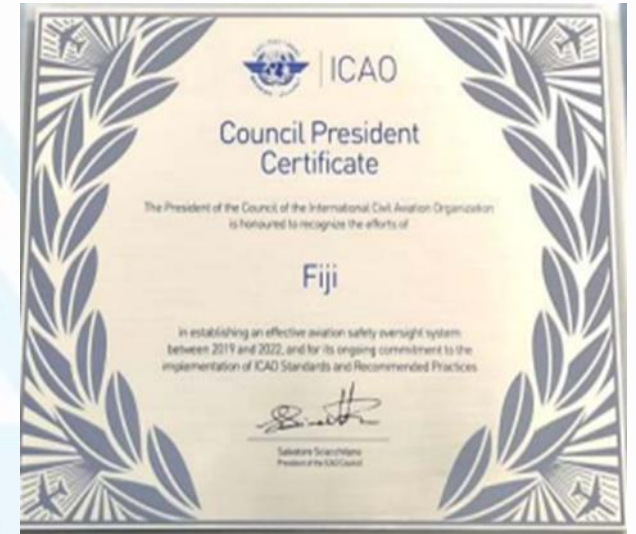 ICAO
Council President
Certificate
The President of the Council of the International Civil Aviation Organization
is honoured to recognize the efforts of
Fiji
in establishing an effective aviation safety oversight system
between 2019 and 2022, and for its ongoing commitment to the
implementation of ICAO Standards and Recommended Practices
Salvatore Sciacchitano
President of the ICAO Council